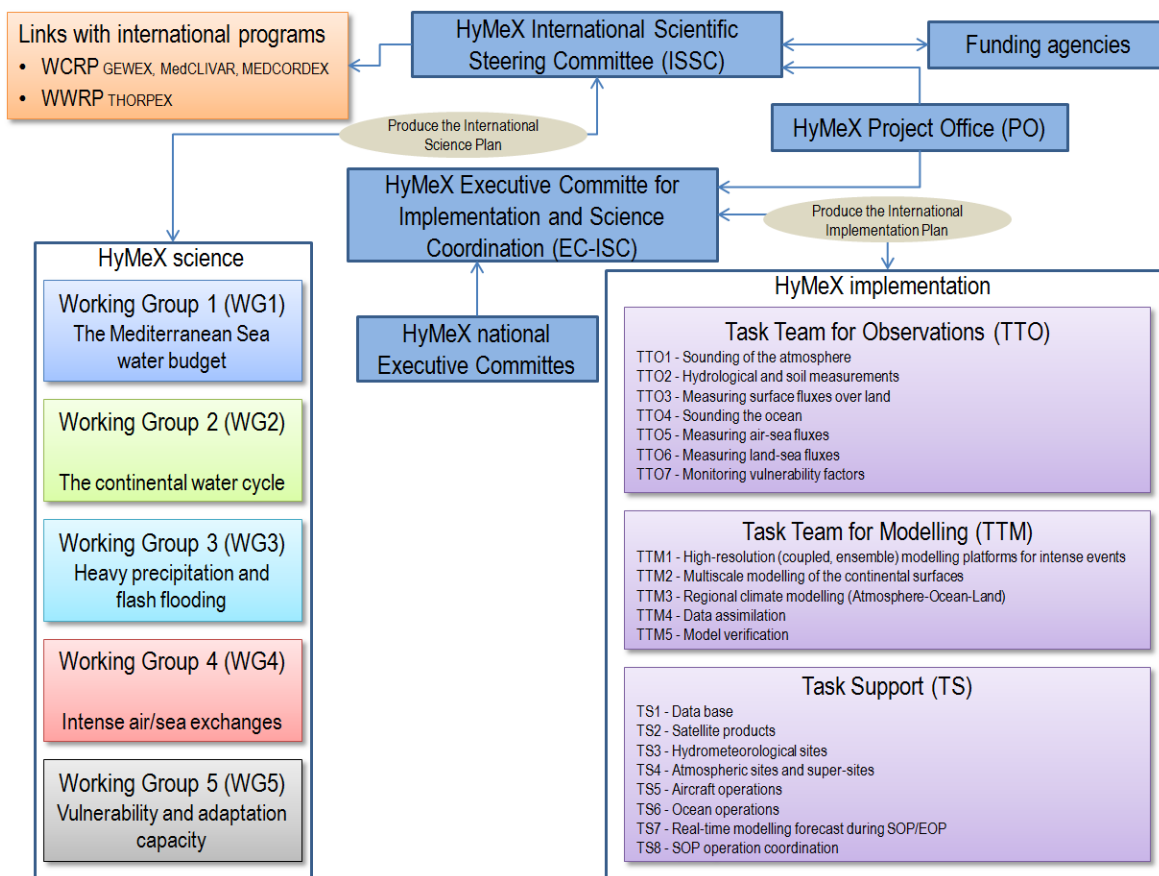 Links with international programs
• WCRP GEWEX, MedCLIVAR, MEDCORDEX
• WWRP THORPEX
HyMeX International Scientific
Steering Committee (ISSC)
Funding agencies
HyMeX Project Office (PO)
Produce the International
Science Plan
HyMeX Executive Committe for
Implementation and Science
Coordination (EC-ISC)
Produce the International
Implementation Plan
HyMeX national
Executive Committes
HyMeX science
Working Group 1 (WG1)
The Mediterranean Sea
water budget
Working Group 2 (WG2)
The continental water cycle
Working Group 3 (WG3)
Heavy precipitation and
flash flooding
Working Group 4 (WG4)
Intense air/sea exchanges
Working Group 5 (WG5)
Vulnerability and adaptation
capacity
HyMeX implementation
Task Team for Observations (TTO)
TTO1 - Sounding of the atmosphere
TTO2 - Hydrological and soil measurements
TTO3 - Measuring surface fluxes over land
TTO4 - Sounding the ocean
TTO5 - Measuring air-sea fluxes
TTO6 - Measuring land-sea fluxes
TTO7 - Monitoring vulnerability factors
Task Team for Modelling (TTM)
TTM1 - High-resolution (coupled, ensemble) modelling platforms for intense events
TTM2 - Multiscale modelling of the continental surfaces
TTM3 - Regional climate modelling (Atmosphere-Ocean-Land)
TTM4 - Data assimilation
TTM5 - Model verification
Task Support (TS)
TS1 - Data base
TS2 - Satellite products
TS3 - Hydrometeorological sites
TS4 - Atmospheric sites and super-sites
TS5 - Aircraft operations
TS6 - Ocean operations
TS7 - Real-time modelling forecast during SOP/EOP
TS8 - SOP operation coordination